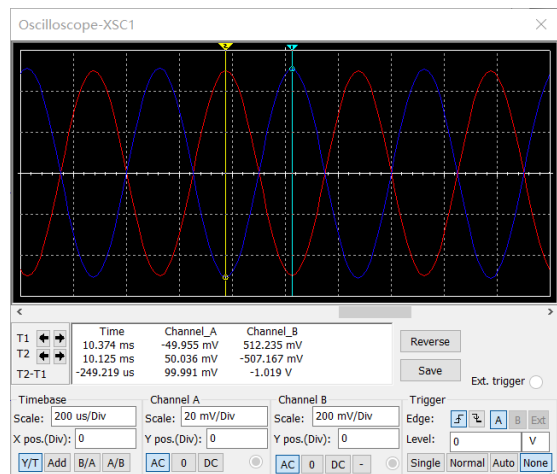 Oscilloscope-XSC1
2 1
T1
T2
T2-T1
Time Channel_A Channel_B
10.374 ms -49.955 mV 512.235 mV
10.125 ms 50.036 mV -507.167 mV
-249.219 us 99.991 mV -1.019 V
Reverse
Save
Ext. trigger
Timebase
Scale: 200 us/Div
X pos.(Div): 0
Y/T Add B/A A/B
Channel A
Scale: 20 mV/Div
Y pos.(Div): 0
AC 0 DC
Channel B
Scale: 200 mV/Div
Y pos.(Div): 0
AC 0 DC -
Trigger
Edge: A B Ext
Level: 0 V
Single Normal Auto None